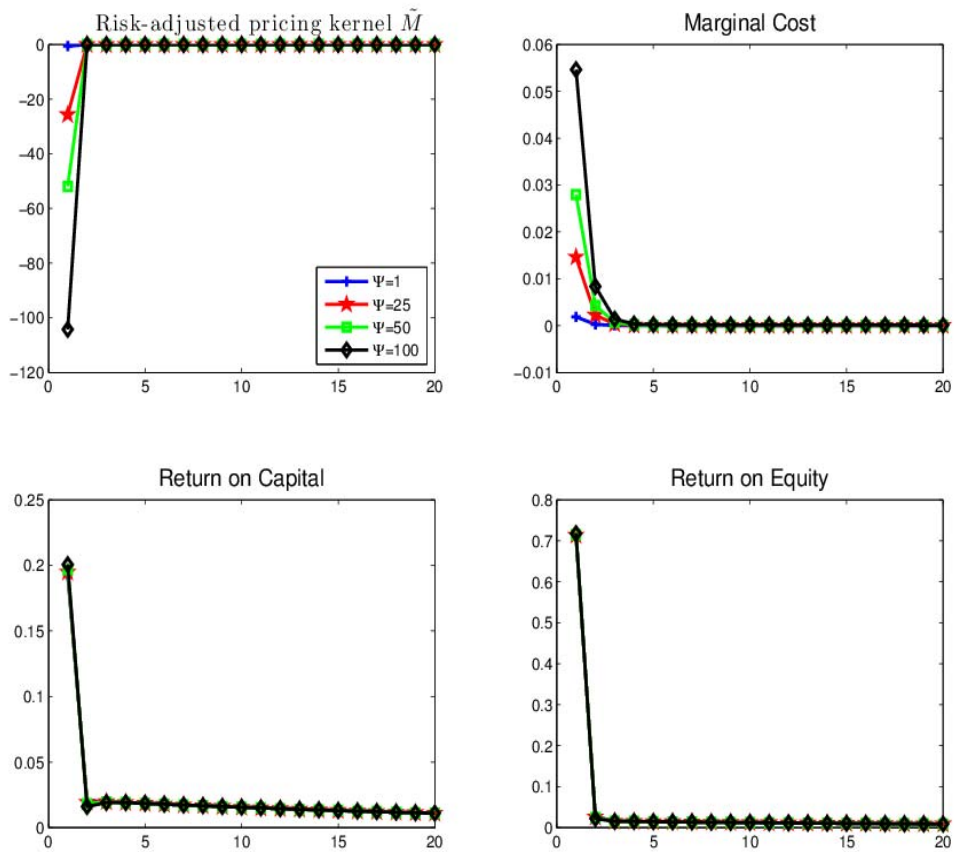 Risk-adjusted pricing kernel M̃
0
−20
−40
−60
−80
−100
−120
0 5 10 15 20
Ψ=1
Ψ=25
Ψ=50
Ψ=100
Marginal Cost
0.06
0.05
0.04
0.03
0.02
0.01
0
−0.01
0 5 10 15 20
Return on Capital
0.25
0.2
0.15
0.1
0.05
0
0 5 10 15 20
Return on Equity
0.8
0.7
0.6
0.5
0.4
0.3
0.2
0.1
0
0 5 10 15 20